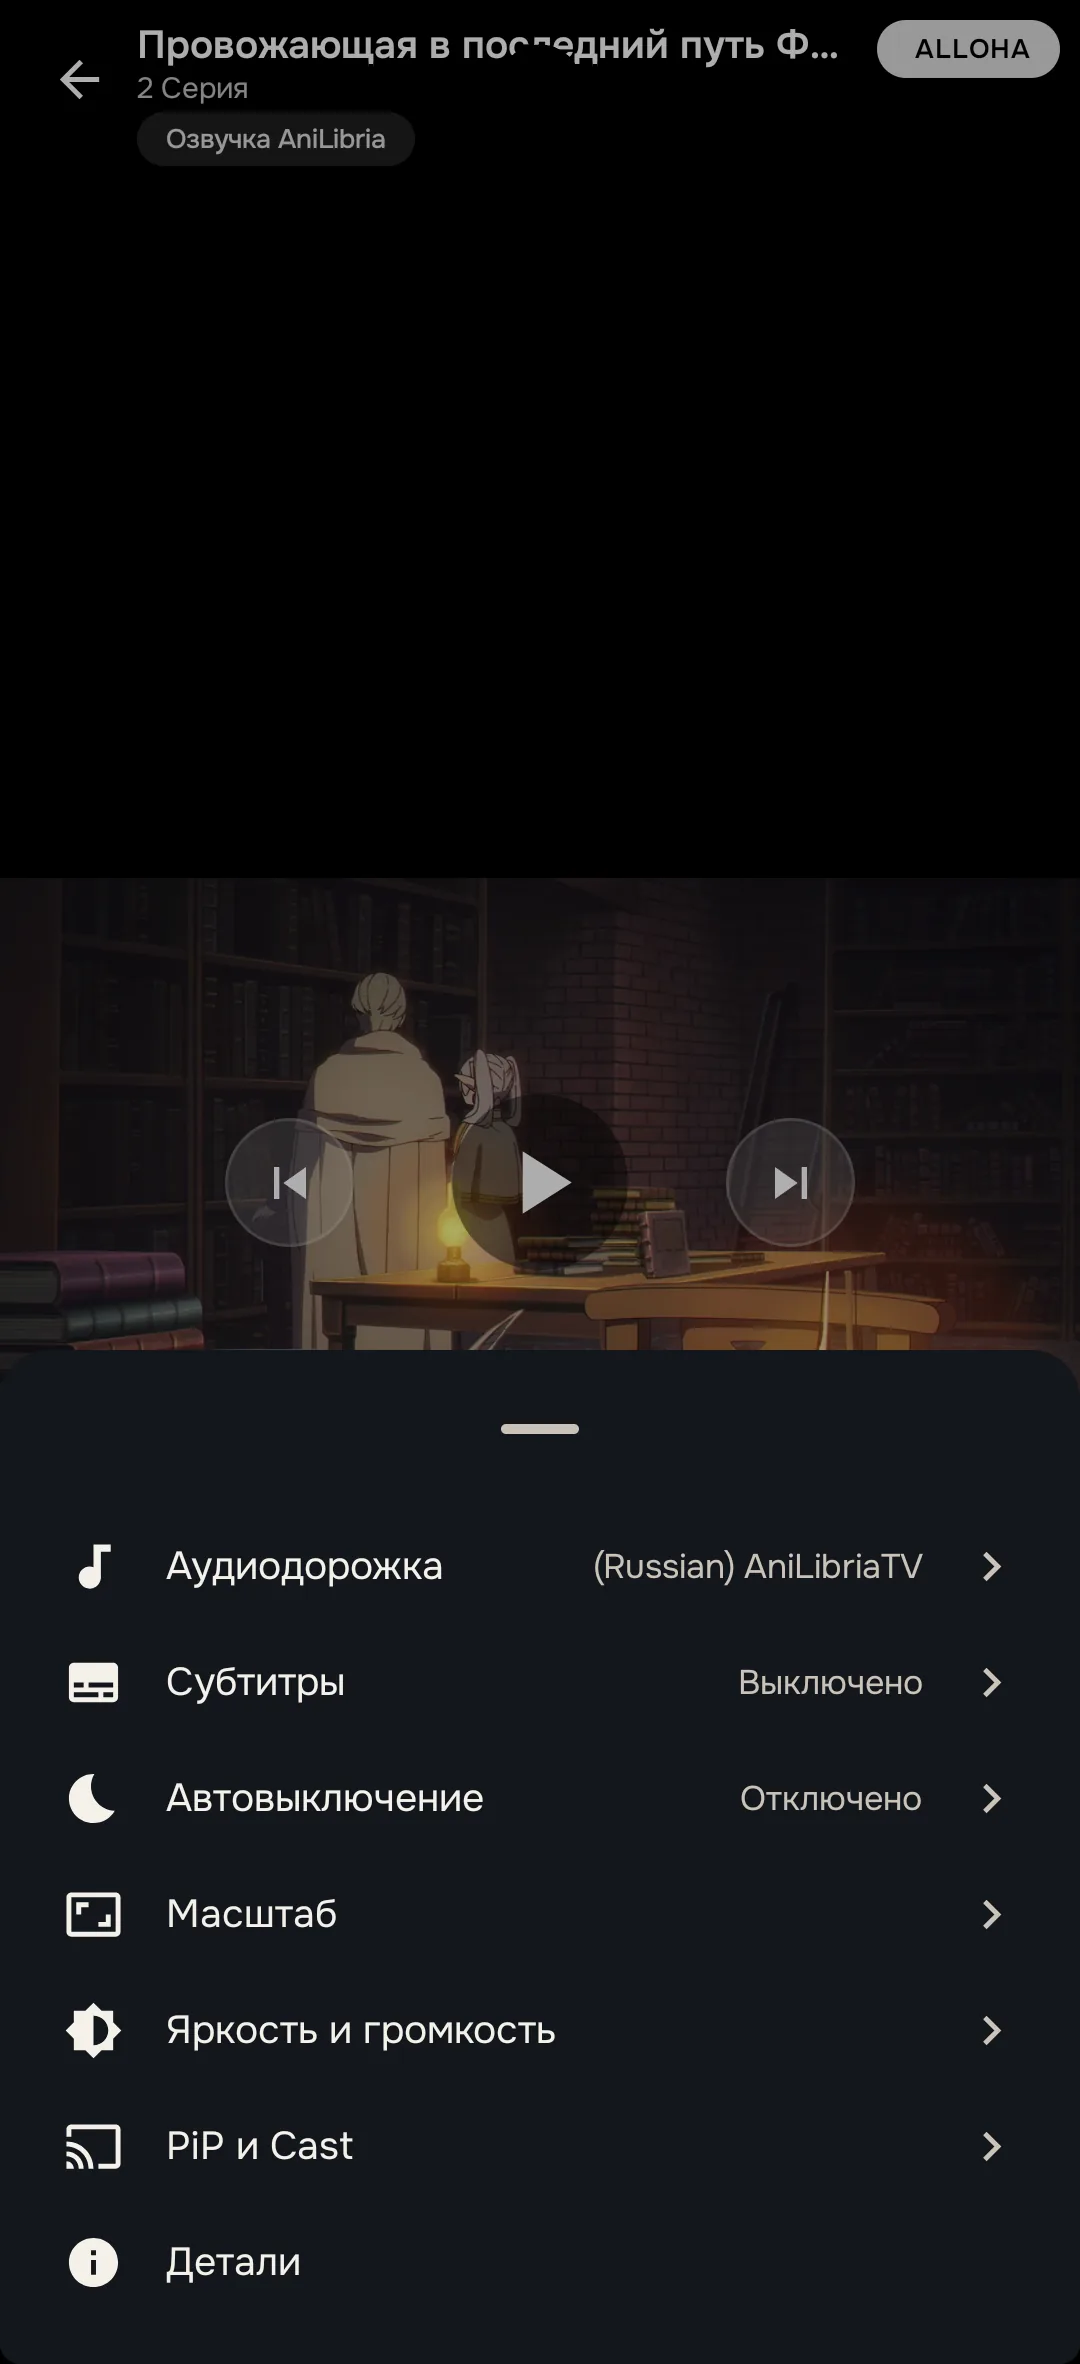 Провожающая в последний путь Ф...
ALLOHA
2 Серия
Озвучка AniLibria
Аудиодорожка (Russian) AniLibriaTV
Субтитры Выключено
Автовыключение Отключено
Масштаб
Яркость и громкость
PiP и Cast
Детали